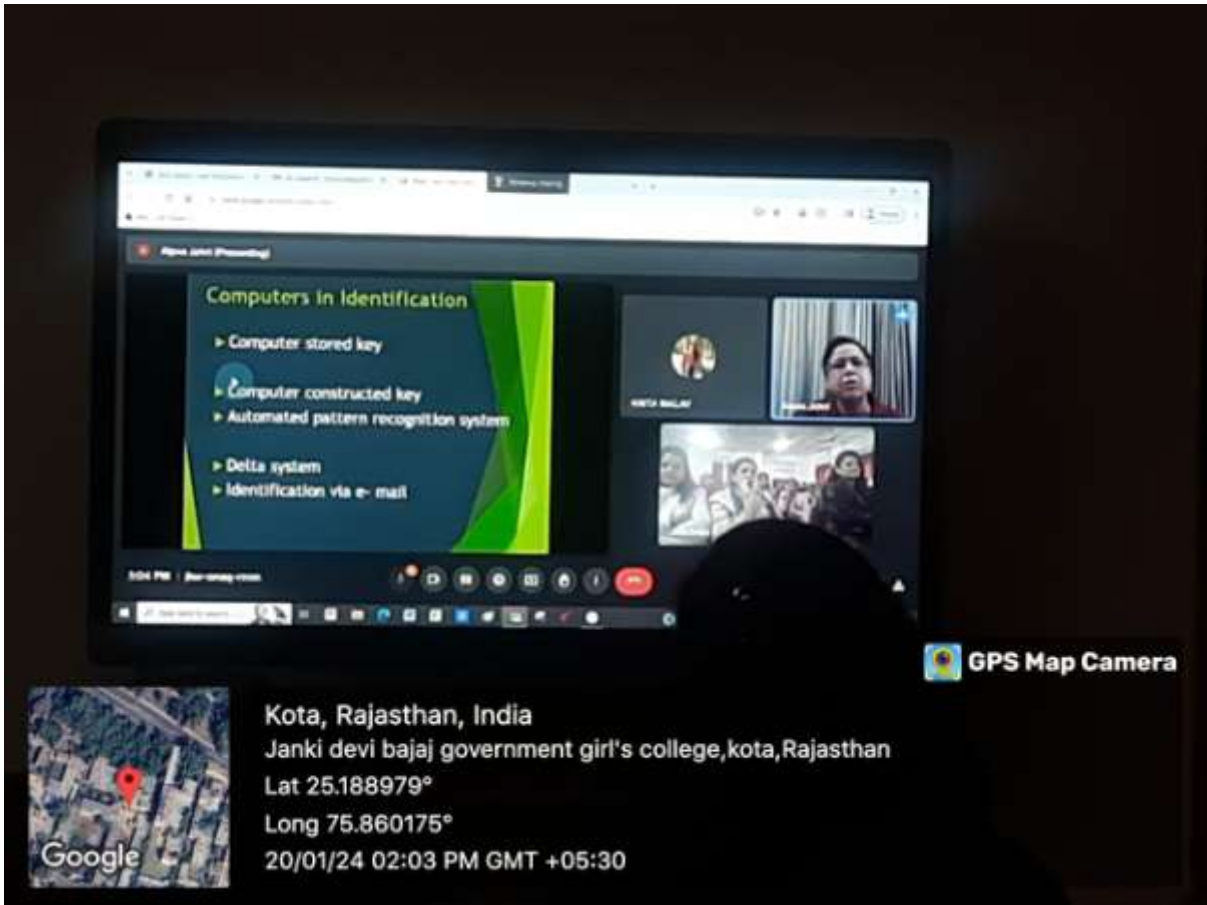 (Presenting)
Computers in Identification
Computer stored key
Computer constructed key
Automated pattern recognition system
Delta system
Identification via e- mail
GPS Map Camera
Google
Kota, Rajasthan, India
Janki devi bajaj government girl's college,kota,Rajasthan
Lat 25.188979°
Long 75.860175°
20/01/24 02:03 PM GMT +05:30